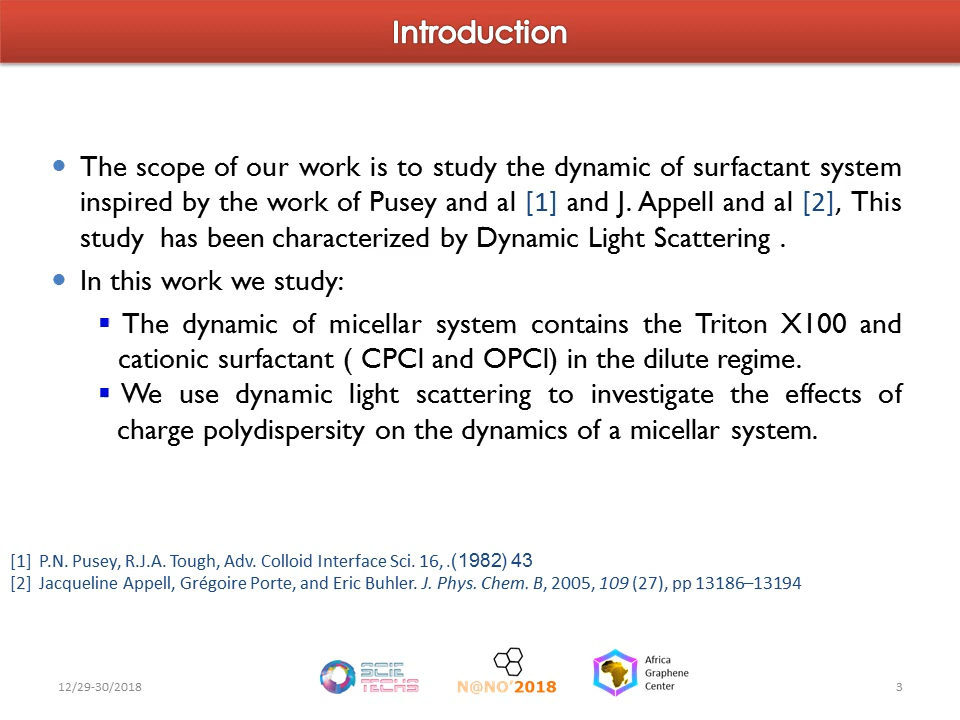 Introduction
The scope of our work is to study the dynamic of surfactant system
inspired by the work of Pusey and al [1] and J. Appell and al [2], This
study  has been characterized by Dynamic Light Scattering .
In this work we study:
The dynamic of micellar system contains the Triton X100 and
cationic surfactant ( CPCl and OPCl) in the dilute regime.
We use dynamic light scattering to investigate the effects of
charge polydispersity on the dynamics of a micellar system.
[1] P.N. Pusey, R.J.A. Tough, Adv. Colloid Interface Sci. 16, .(1982) 43
[2] Jacqueline Appell, Grégoire Porte, and Eric Buhler. J. Phys. Chem. B, 2005, 109 (27), pp 13186–13194
12/29-30/2018
SCIE
TECHS
N@NO'2018
Africa
Graphene
Center
3